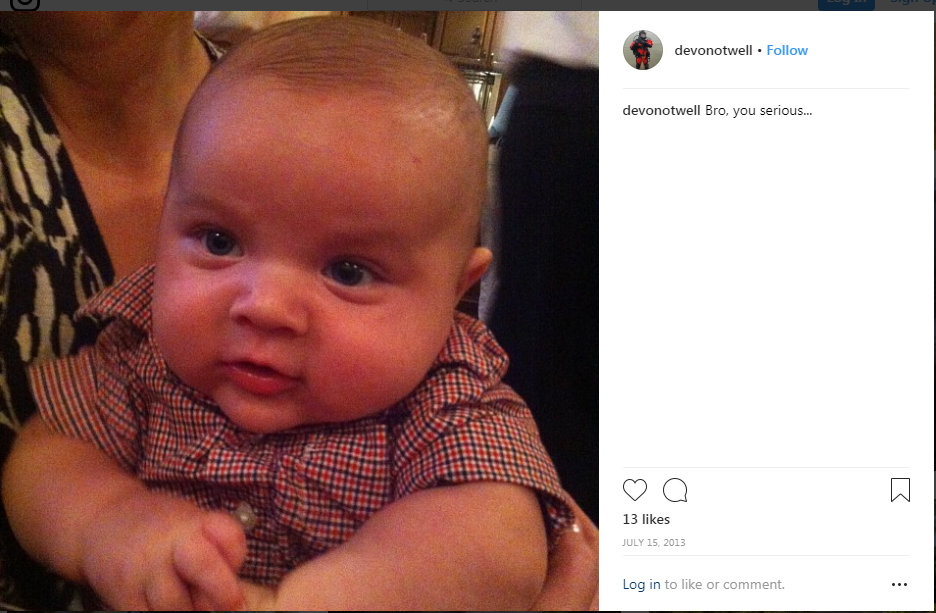 devonotwell • Follow
devonotwell Bro, you serious...
13 likes
JULY 15, 2013
Log in to like or comment.